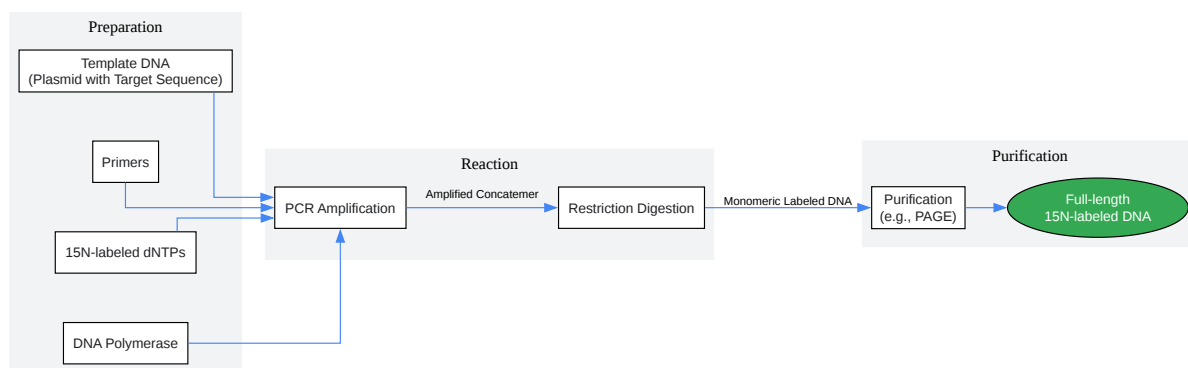 Preparation
Template DNA
(Plasmid with Target Sequence)
Primers
15N-labeled dNTPs
DNA Polymerase
Reaction
PCR Amplification
Amplified Concatemer
Restriction Digestion
Monomeric Labeled DNA
Purification
Purification
(e.g., PAGE)
Full-length
15N-labeled DNA